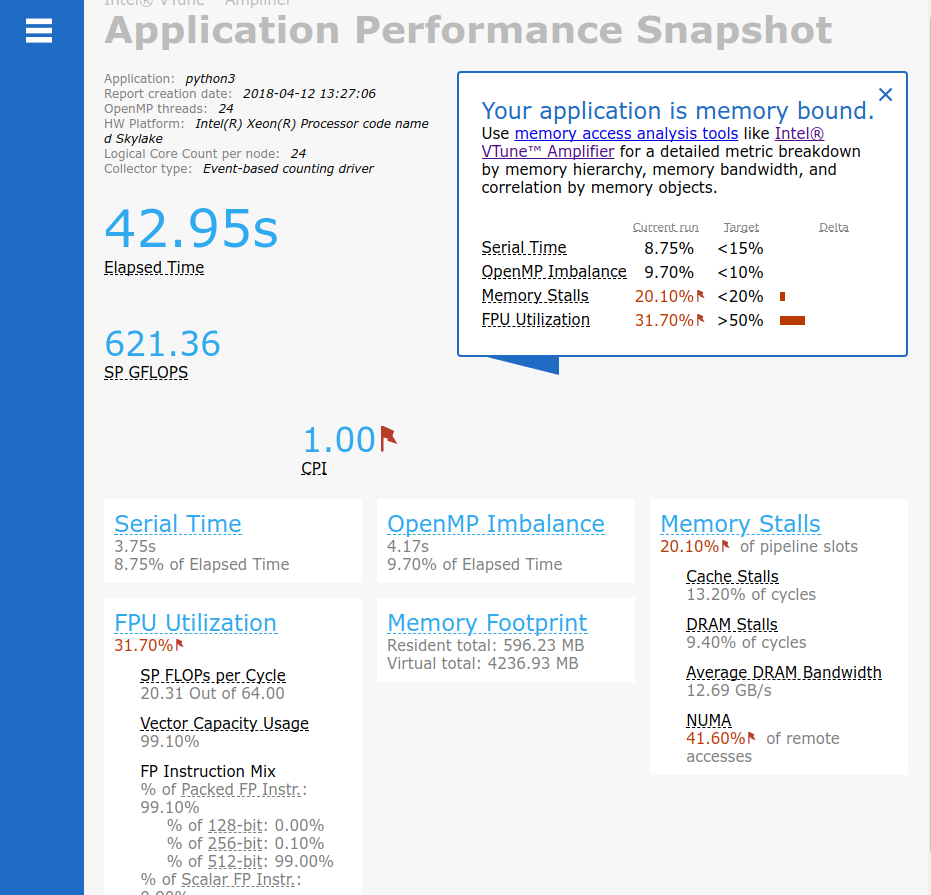 Intel® VTune™ Amplifier
Application Performance Snapshot
Application: python3
Report creation date: 2018-04-12 13:27:06
OpenMP threads: 24
HW Platform: Intel(R) Xeon(R) Processor code name
d Skylake
Logical Core Count per node: 24
Collector type: Event-based counting driver
42.95s
Elapsed Time
621.36
SP GFLOPS
1.00
CPI
Your application is memory bound.
Use memory access analysis tools like Intel®
VTune™ Amplifier for a detailed metric breakdown
by memory hierarchy, memory bandwidth, and
correlation by memory objects.
Current run Target Delta
Serial Time 8.75% <15%
OpenMP Imbalance 9.70% <10%
Memory Stalls 20.10% <20%
FPU Utilization 31.70% >50%
Serial Time
3.75s
8.75% of Elapsed Time
OpenMP Imbalance
4.17s
9.70% of Elapsed Time
Memory Stalls
20.10% of pipeline slots
Cache Stalls
13.20% of cycles
DRAM Stalls
9.40% of cycles
Average DRAM Bandwidth
12.69 GB/s
NUMA
41.60% of remote
accesses
FPU Utilization
31.70%
SP FLOPs per Cycle
20.31 Out of 64.00
Vector Capacity Usage
99.10%
FP Instruction Mix
% of Packed FP Instr.:
99.10%
% of 128-bit: 0.00%
% of 256-bit: 0.10%
% of 512-bit: 99.00%
% of Scalar FP Instr.:
Memory Footprint
Resident total: 596.23 MB
Virtual total: 4236.93 MB